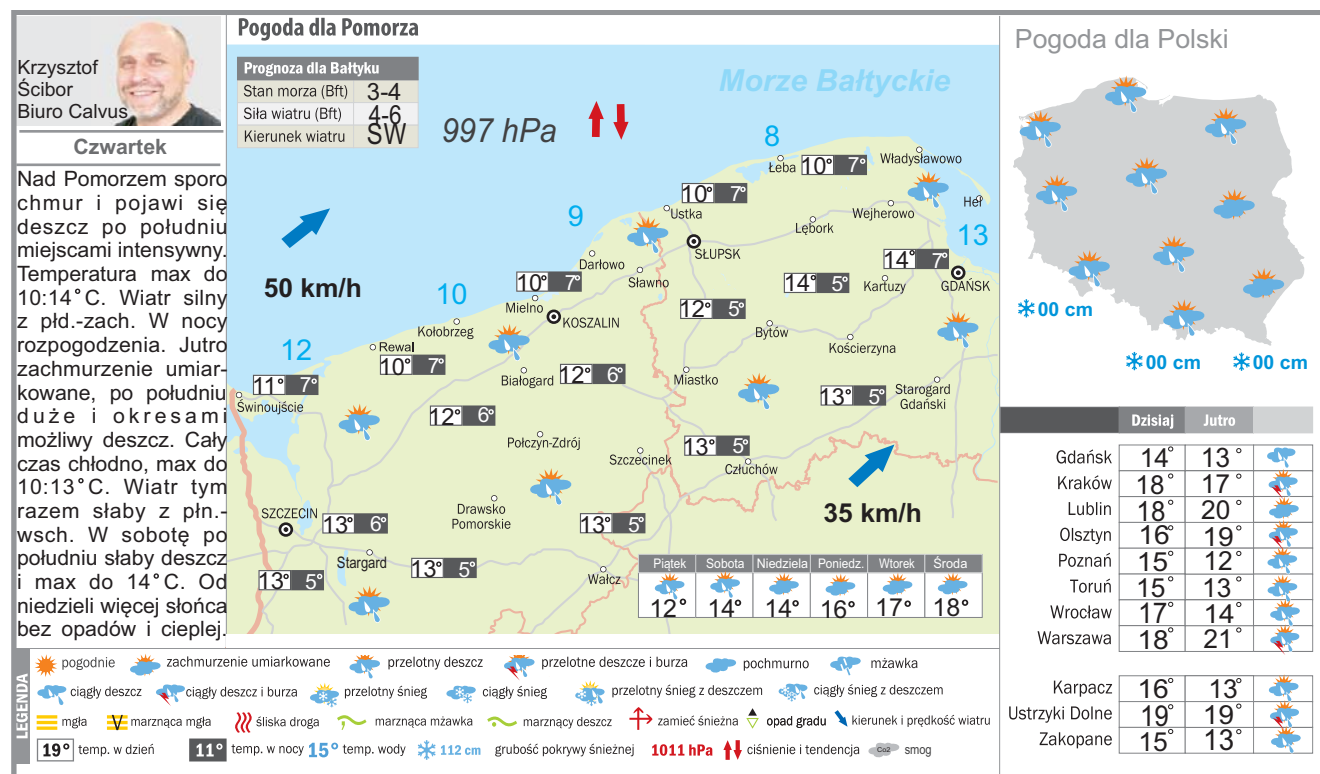 Krzysztof
Ścibor
Biuro Calvus
Czwartek
Nad Pomorzem sporo
chmur i pojawi się
deszcz po południu
miejscami intensywny.
Temperatura max do
10:14°C. Wiatr silny
z płd.-zach. W nocy
rozpogodzenia. Jutro
zachmurzenie umiar-
kowane, po południu
duże i okresami
możliwy deszcz. Cały
czas chłodno, max do
10:13°C. Wiatr tym
razem słaby z płn.-
wsch. W sobotę po
południu słaby deszcz
i max do 14°C. Od
niedzieli więcej słońca
bez opadów i cieplej.
Pogoda dla Pomorza
Prognoza dla Bałtyku
Stan morza (Bft) 3-4
Siła wiatru (Bft) 4-6
Kierunek wiatru SW
997 hPa
Morze Bałtyckie
8
Łeba 10° 7°
Władysławowo
Hel
10° 7°
Ustka
Wejherowo
Lębork
9
13
SŁUPSK
14° 7°
GDAŃSK
Darłowo
Sławno
10° 7°
14° 5°
Kartuzy
50 km/h
10
Mielno
KOSZALIN
12° 5°
Bytów
Kościerzyna
Kołobrzeg
12
Rewal
10° 7°
Białogard
12° 6°
Miastko
11° 7°
Świnoujście
13° 5°
Starogard
Gdański
12° 6°
Połczyn-Zdrój
Szczecinek
13° 5°
Człuchów
35 km/h
Drawsko
Pomorskie
SZCZECIN
13° 6°
13° 5°
Stargard
13° 5°
13° 5°
Wałcz
Piątek Sobota Niedziela Poniedz. Wtorek Środa
12° 14° 14° 16° 17° 18°
Pogoda dla Polski
00 cm
00 cm 00 cm
Dzisiaj Jutro
Gdańsk 14° 13°
Kraków 18° 17°
Lublin 18° 20°
Olsztyn 16° 19°
Poznań 15° 12°
Toruń 15° 13°
Wrocław 17° 14°
Warszawa 18° 21°
Karpacz 16° 13°
Ustrzyki Dolne 19° 19°
Zakopane 15° 13°
LEGENDA
pogodnie zachmurzenie umiarkowane przelotny deszcz przelotne deszcze i burza pochmurno mżawka
ciągły deszcz ciągły deszcz i burza przelotny śnieg ciągły śnieg przelotny śnieg z deszczem ciągły śnieg z deszczem
mgła marznąca mgła śliska droga marznąca mżawka marznący deszcz zamieć śnieżna opad gradu kierunek i prędkość wiatru
19° temp. w dzień 11° temp. w nocy 15° temp. wody 112 cm grubość pokrywy śnieżnej 1011 hPa ciśnienie i tendencja Co2 smog